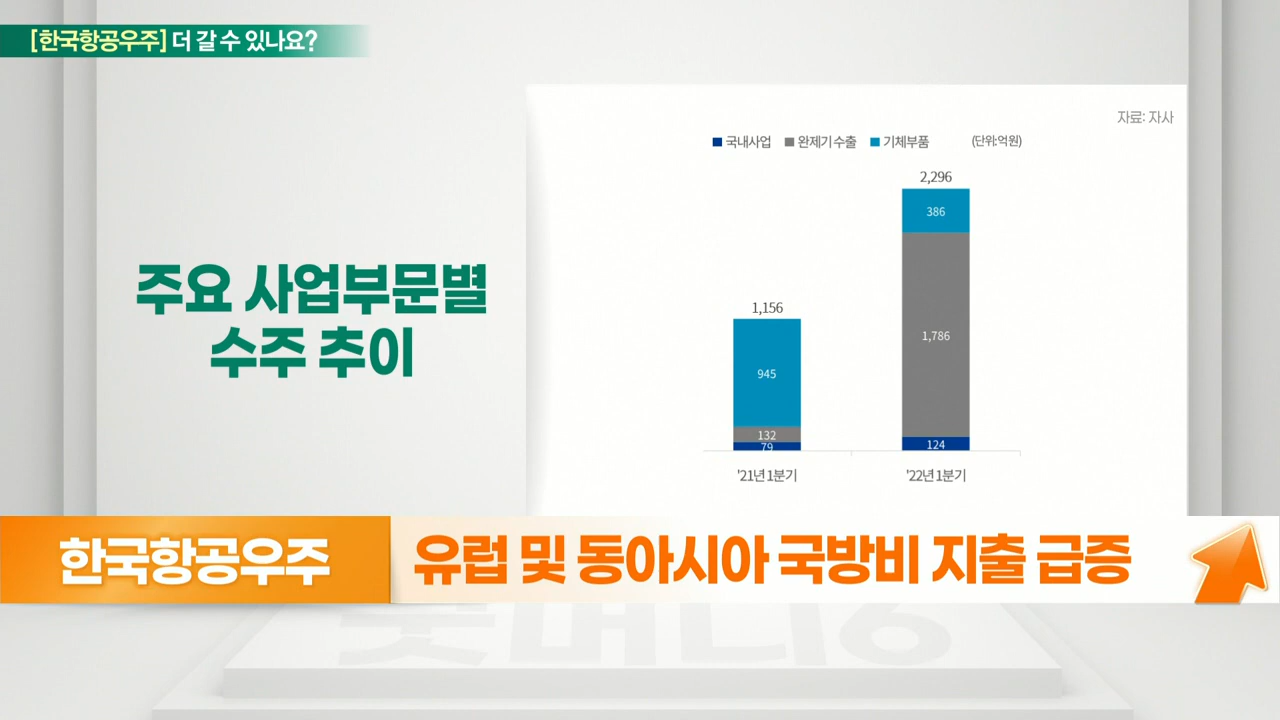 [한국항공우주] 더 갈 수 있나요?
자료: 자사
국내사업 완제기 수출 기체부품 (단위:억원)
2,296
386
1,156
1,786
945
132
79
124
'21년 1분기 '22년 1분기
주요 사업부문별
수주 추이
한국항공우주 유럽 및 동아시아 국방비 지출 급증
머니6